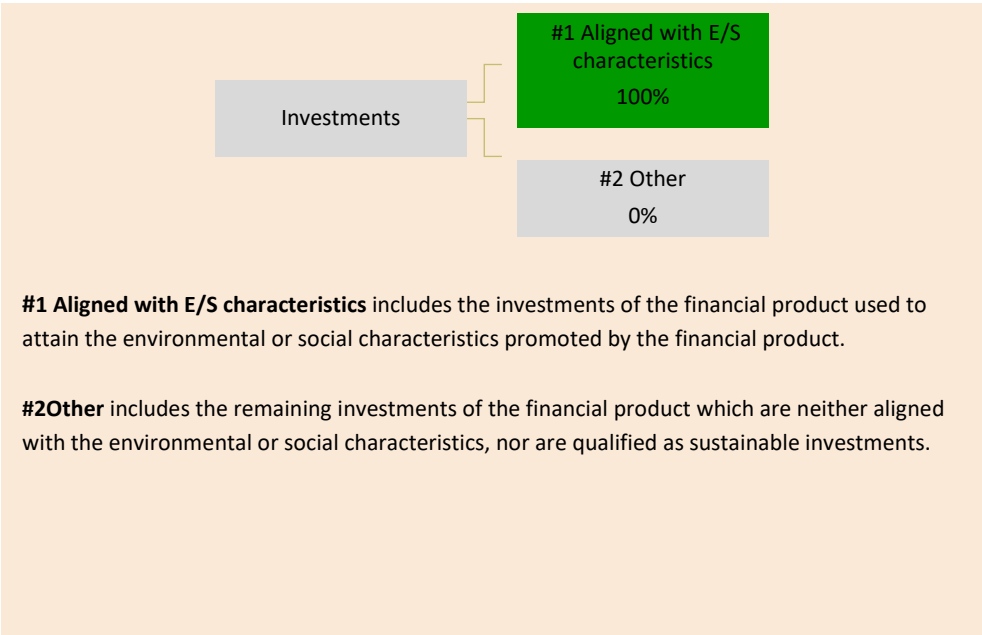 #1 Aligned with E/S
characteristics
100%
Investments
#2 Other
0%
#1 Aligned with E/S characteristics includes the investments of the financial product used to
attain the environmental or social characteristics promoted by the financial product.
#2Other includes the remaining investments of the financial product which are neither aligned
with the environmental or social characteristics, nor are qualified as sustainable investments.